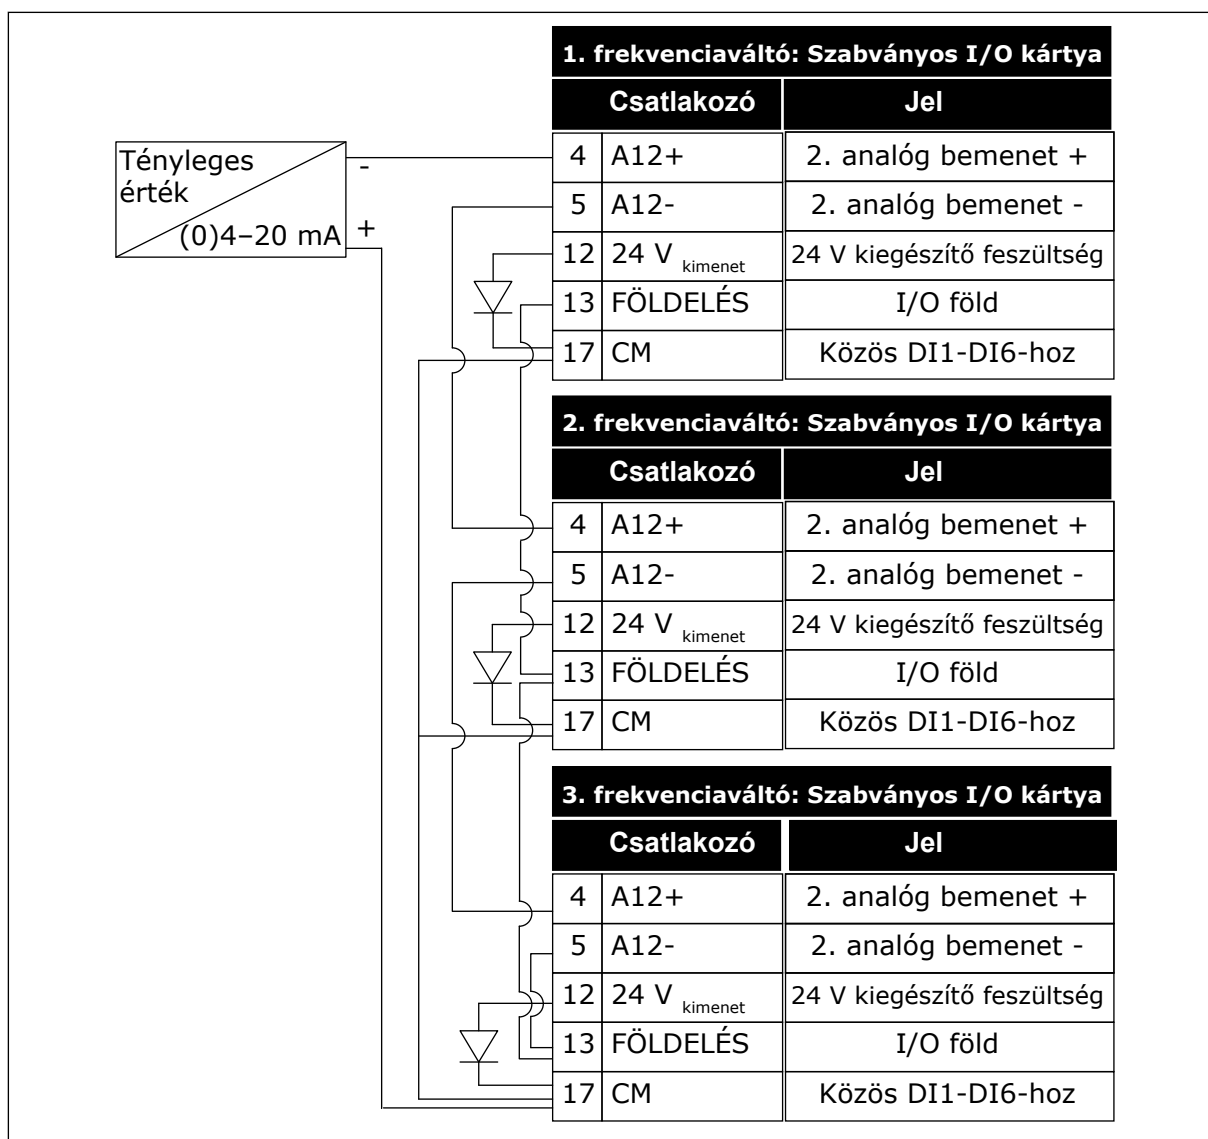 1. frekvenciaváltó: Szabványos I/O kártya
Csatlakozó Jel
4 A12+ 2. analóg bemenet +
5 A12- 2. analóg bemenet -
12 24 V kimenet 24 V kiegészítő feszültség
13 FÖLDELÉS I/O föld
17 CM Közös DI1-DI6-hoz
Tényleges
érték
(0)4–20 mA
-
+
2. frekvenciaváltó: Szabványos I/O kártya
Csatlakozó Jel
4 A12+ 2. analóg bemenet +
5 A12- 2. analóg bemenet -
12 24 V kimenet 24 V kiegészítő feszültség
13 FÖLDELÉS I/O föld
17 CM Közös DI1-DI6-hoz
3. frekvenciaváltó: Szabványos I/O kártya
Csatlakozó Jel
4 A12+ 2. analóg bemenet +
5 A12- 2. analóg bemenet -
12 24 V kimenet 24 V kiegészítő feszültség
13 FÖLDELÉS I/O föld
17 CM Közös DI1-DI6-hoz